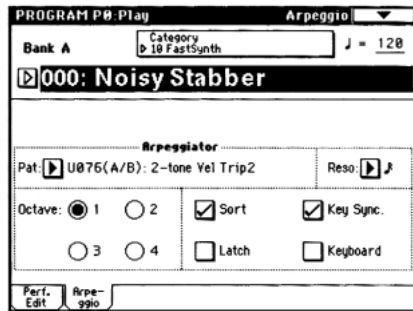 PROGRAM P0:Play Arpeggio
Bank A
Category
10 FastSynth
♩ = 120
000: Noisy Stabber
Arpeggiator
Pat: U076(A/B): 2-tone Vel Trip2 Reso: ♪
Octave: 1 2 Sort Key Sync.
3 4 Latch Keyboard
Perf. Edit
Arpe-ggio